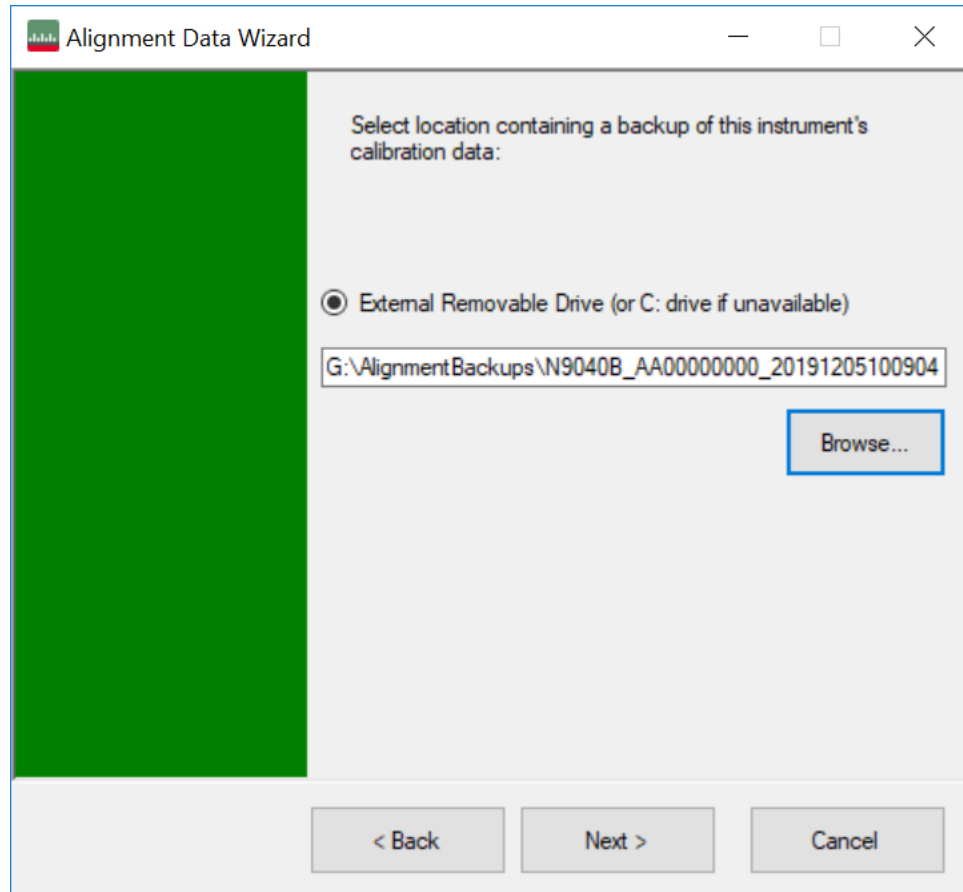 Alignment Data Wizard
Select location containing a backup of this instrument's
calibration data:
External Removable Drive (or C: drive if unavailable)
G:\AlignmentBackups\N9040B_AA00000000_20191205100904
Browse...
< Back
Next >
Cancel